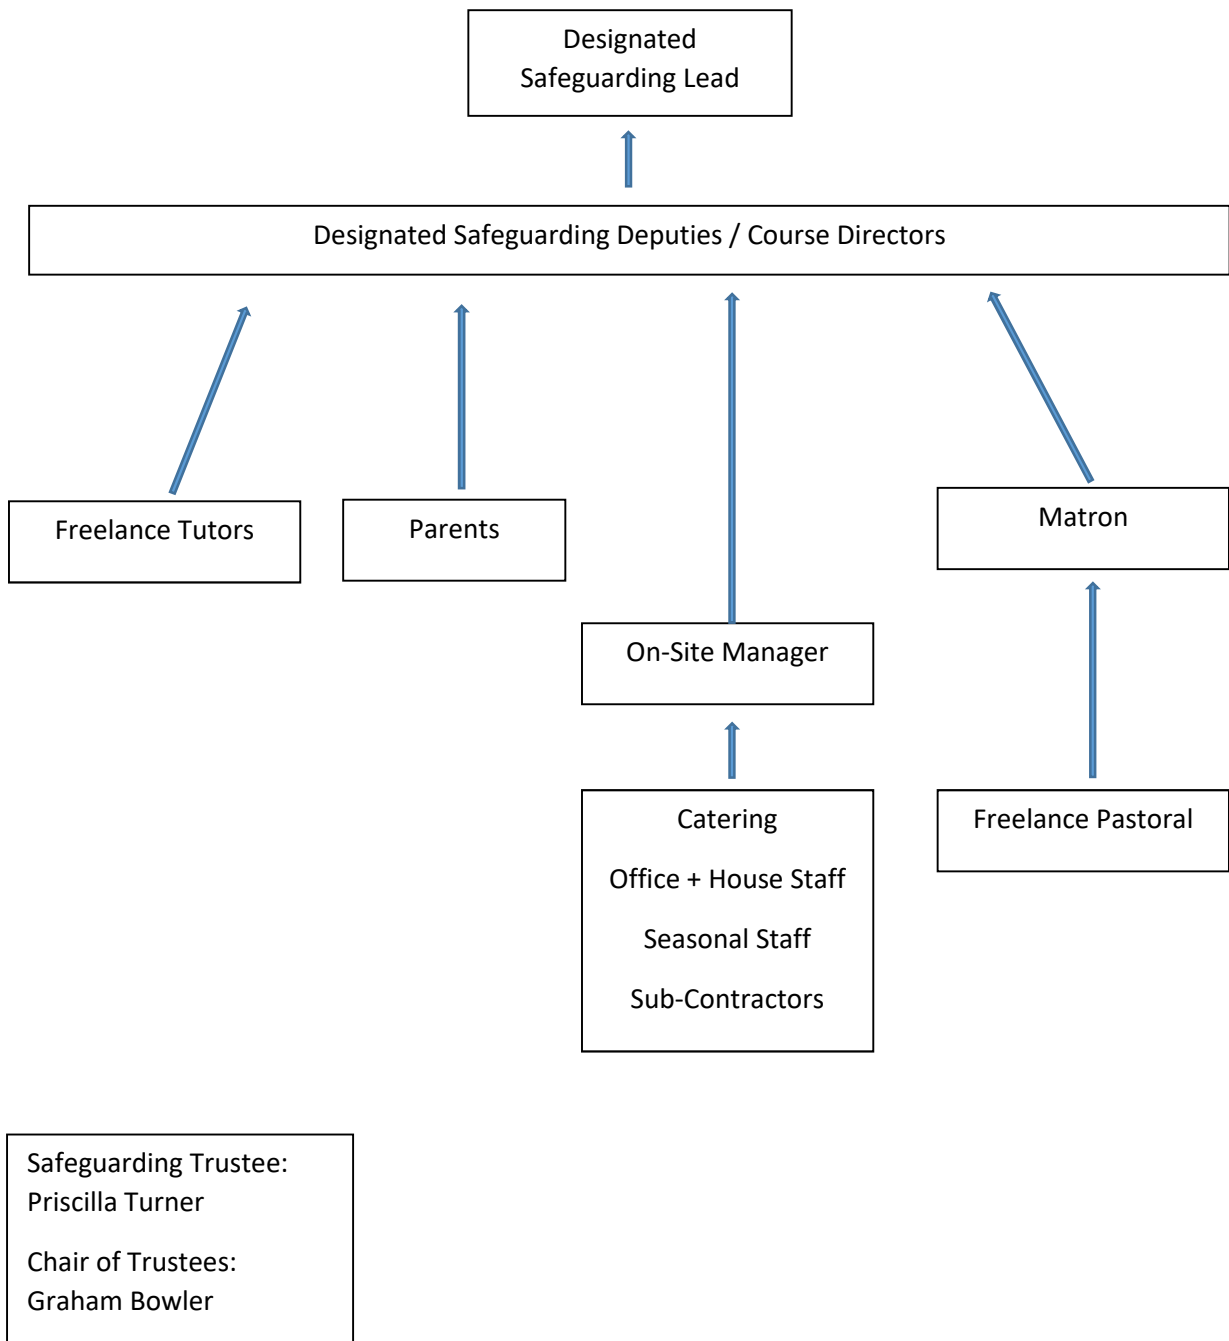 Designated
Safeguarding Lead
Designated Safeguarding Deputies / Course Directors
Freelance Tutors
Parents
Matron
On-Site Manager
Catering
Office + House Staff
Seasonal Staff
Sub-Contractors
Freelance Pastoral
Safeguarding Trustee:
Priscilla Turner
Chair of Trustees:
Graham Bowler